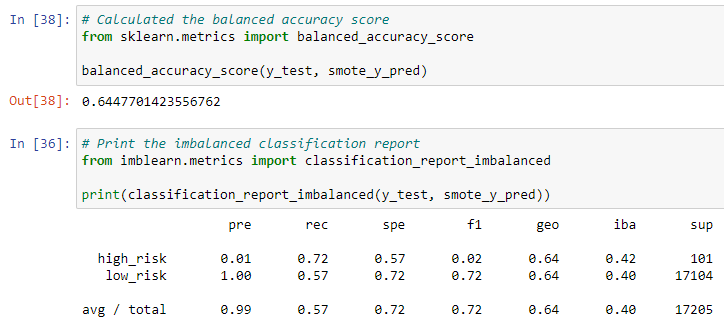 In [38]: # Calculated the balanced accuracy score
from sklearn.metrics import balanced_accuracy_score
balanced_accuracy_score(y_test, smote_y_pred)
Out[38]: 0.6447701423556762
In [36]: # Print the imbalanced classification report
from imblearn.metrics import classification_report_imbalanced
print(classification_report_imbalanced(y_test, smote_y_pred))
pre rec spe f1 geo iba sup
high_risk 0.01 0.72 0.57 0.02 0.64 0.42 101
low_risk 1.00 0.57 0.72 0.72 0.64 0.40 17104
avg / total 0.99 0.57 0.72 0.72 0.64 0.40 17205